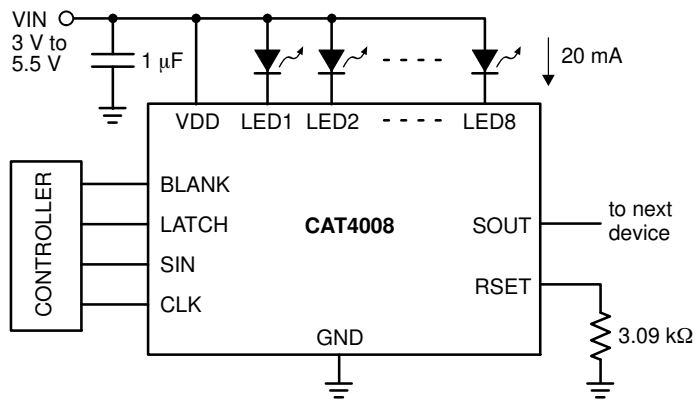 VIN
3 V to
5.5 V
1 μF
20 mA
VDD LED1 LED2 - - - - LED8
CONTROLLER
BLANK
LATCH
SIN
CLK
CAT4008
SOUT
to next
device
RSET
GND
3.09 kΩ